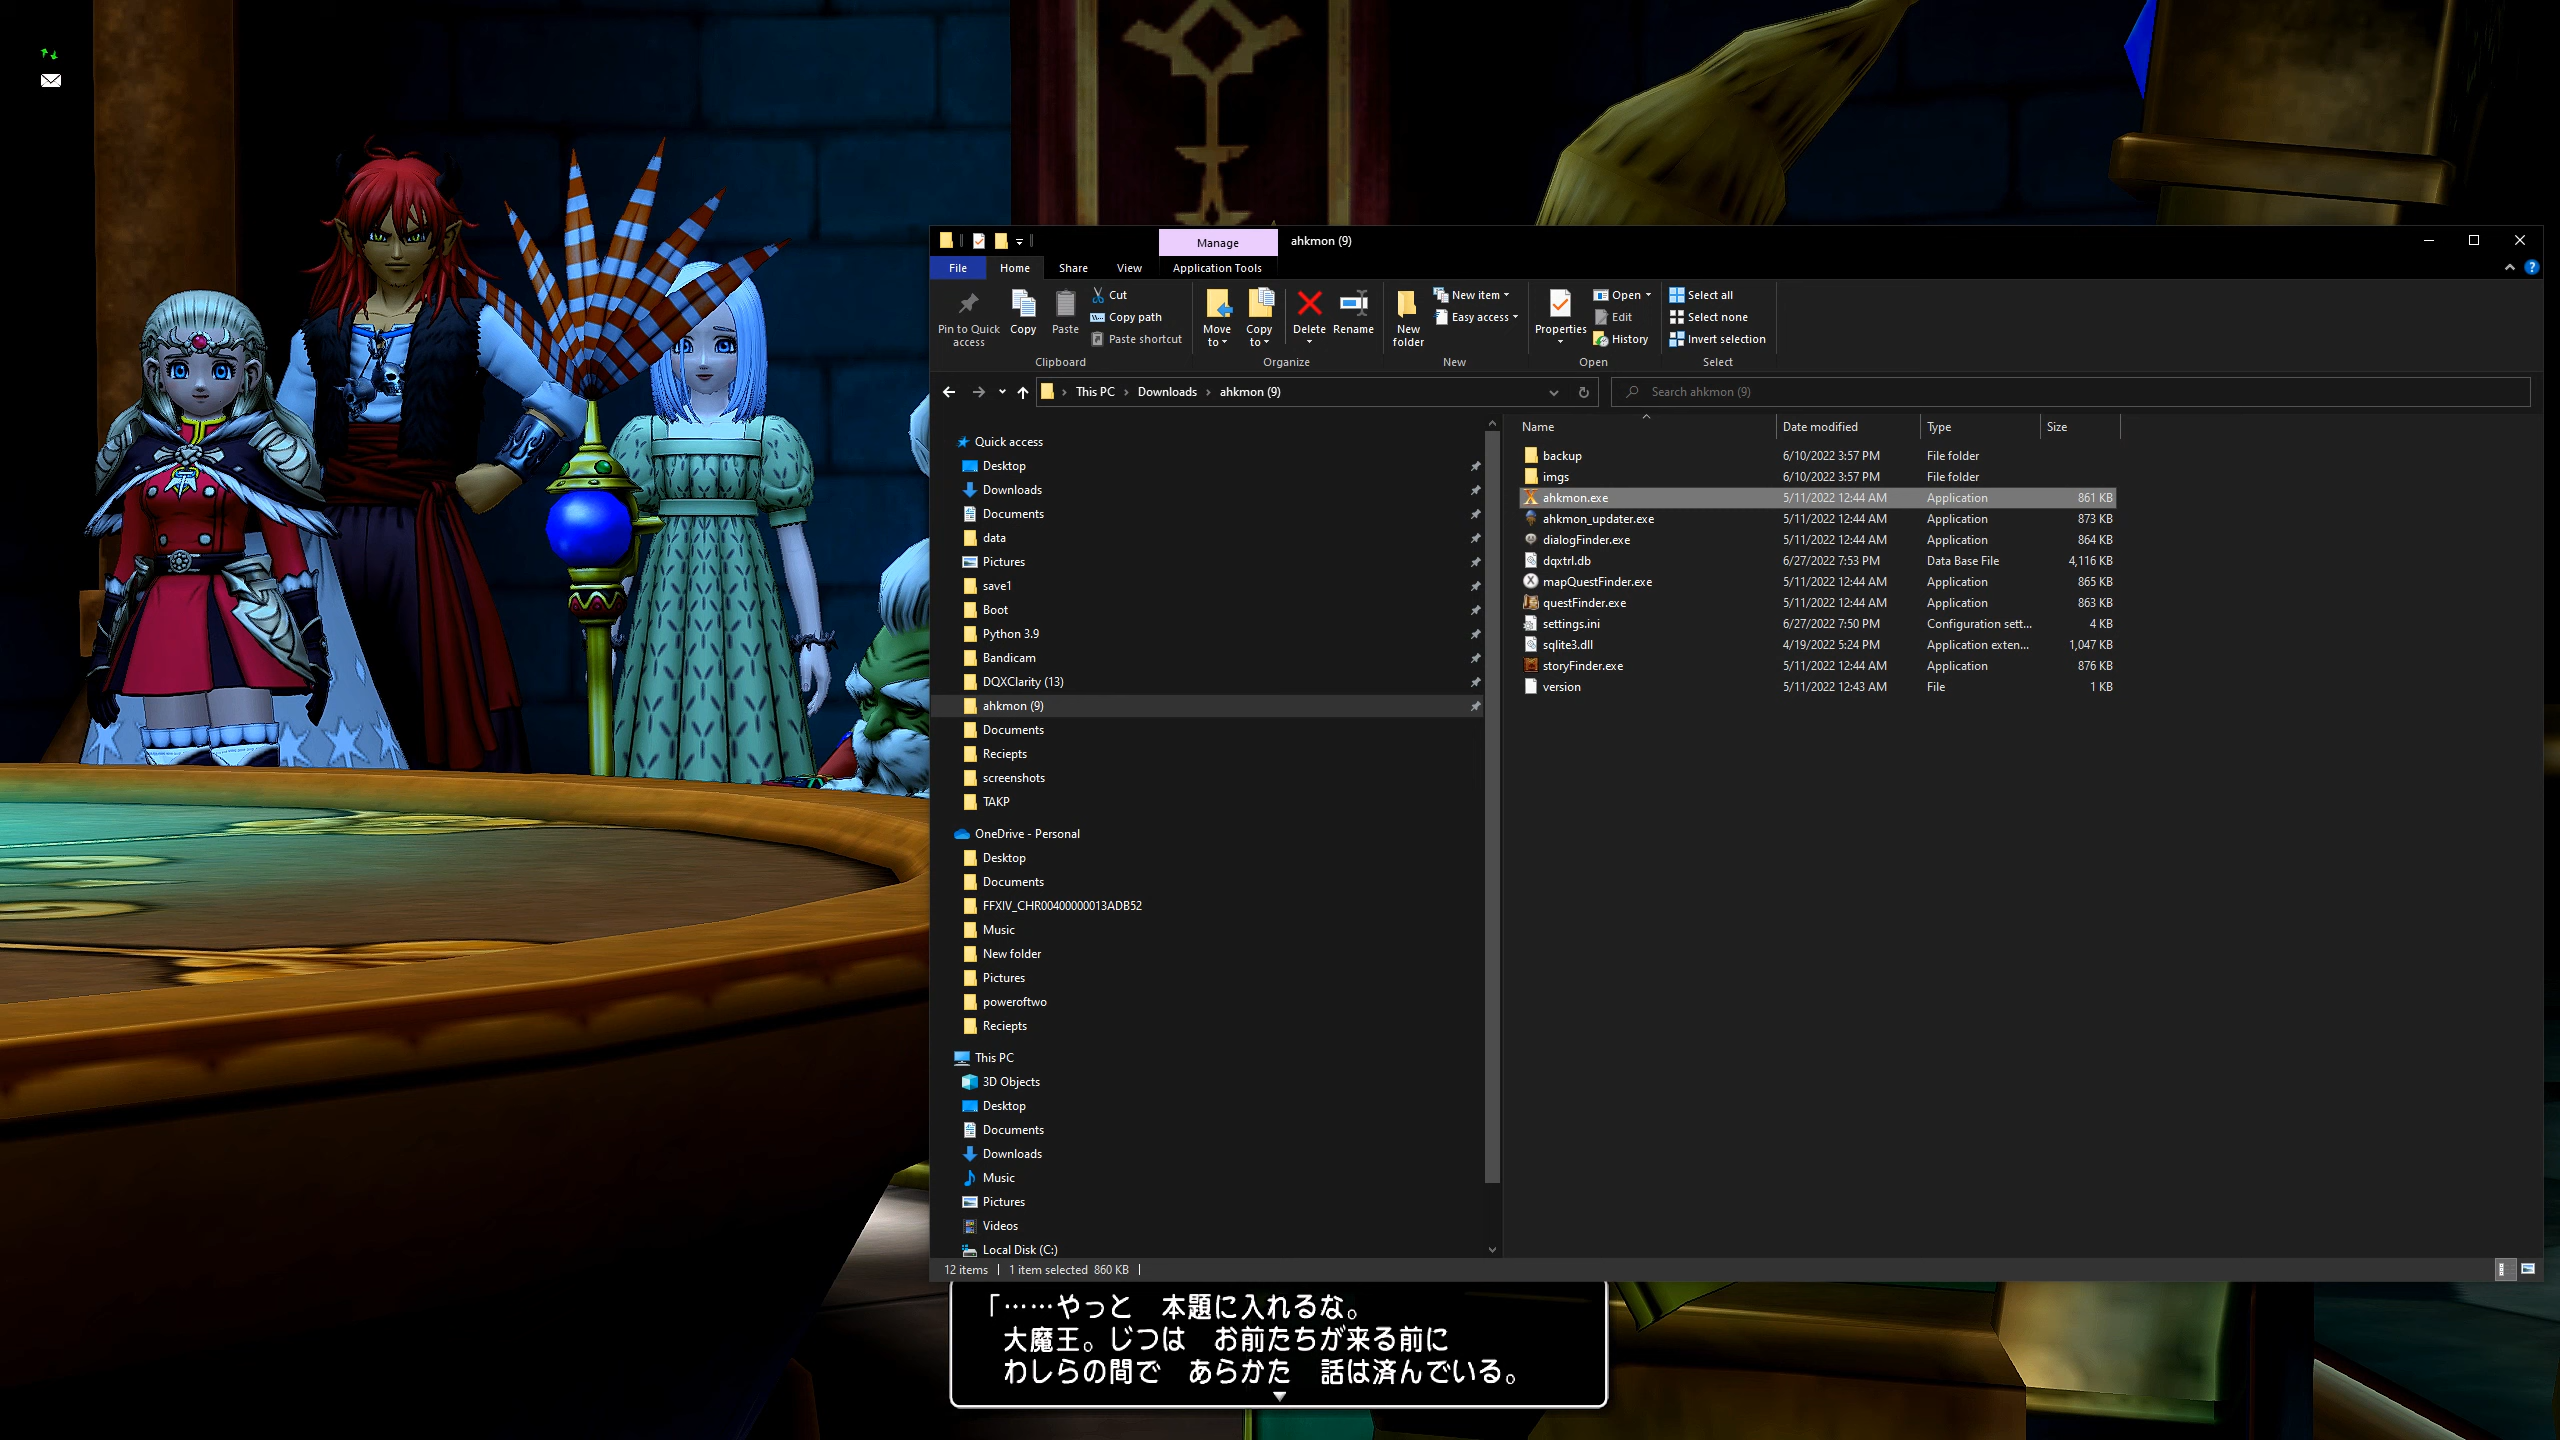 Manage
ahkmon (9)
File
Home
Share
View
Application Tools
Pin to Quick access
Copy
Paste
Cut
Copy path
Paste shortcut
Clipboard
Move to
Copy to
Delete
Rename
Organize
New folder
New item
Easy access
New
Properties
Open
Edit
History
Open
Select all
Select none
Invert selection
Select
This PC > Downloads > ahkmon (9)
Search ahkmon (9)
Quick access
Desktop
Downloads
Documents
data
Pictures
save1
Boot
Python 3.9
Bandicam
DQXClarity (13)
ahkmon (9)
Documents
Reciepts
screenshots
TAKP
OneDrive - Personal
Desktop
Documents
FFXIV_CHR00400000013ADB52
Music
New folder
Pictures
poweroftwo
Reciepts
This PC
3D Objects
Desktop
Documents
Downloads
Music
Pictures
Videos
Local Disk (C:)
Name Date modified Type Size
backup 6/10/2022 3:57 PM File folder
imgs 6/10/2022 3:57 PM File folder
ahkmon.exe 5/11/2022 12:44 AM Application 861 KB
ahkmon_updater.exe 5/11/2022 12:44 AM Application 873 KB
dialogFinder.exe 5/11/2022 12:44 AM Application 864 KB
dqxtrl.db 6/27/2022 7:53 PM Data Base File 4,116 KB
mapQuestFinder.exe 5/11/2022 12:44 AM Application 865 KB
questFinder.exe 5/11/2022 12:44 AM Application 863 KB
settings.ini 6/27/2022 7:50 PM Configuration sett... 4 KB
sqlite3.dll 4/19/2022 5:24 PM Application exten... 1,047 KB
storyFinder.exe 5/11/2022 12:44 AM Application 876 KB
version 5/11/2022 12:43 AM File 1 KB
12 items 1 item selected 860 KB
「……やっと　本題に入れるな。
大魔王。じつは　お前たちが来る前に
わしらの間で　あらかた　話は済んでいる。